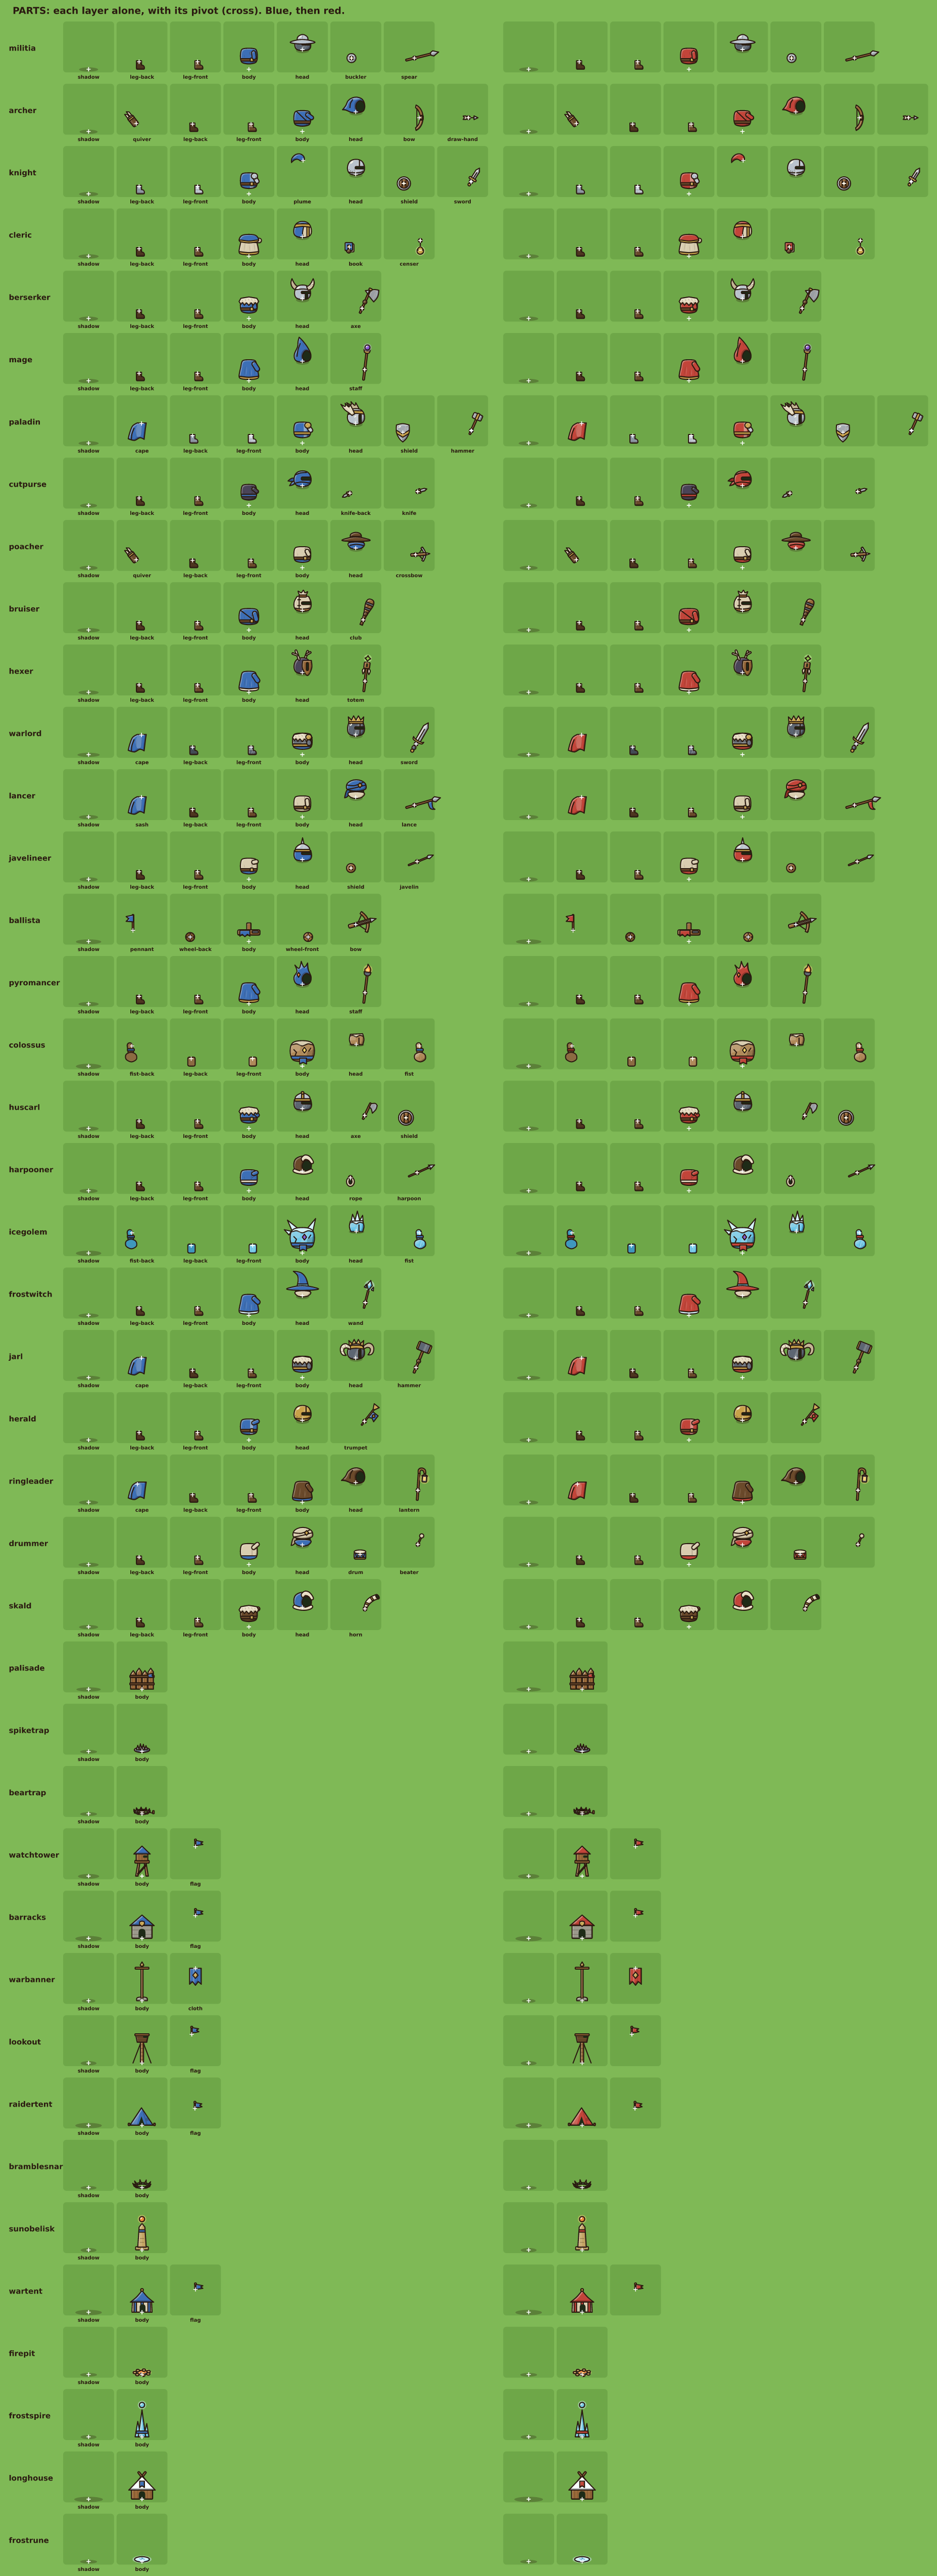 PARTS: each layer alone, with its pivot (cross). Blue, then red.
militia
shadow leg-back leg-front body head buckler spear
archer
shadow quiver leg-back leg-front body head bow draw-hand
knight
shadow leg-back leg-front body plume head shield sword
cleric
shadow leg-back leg-front body head book censer
berserker
shadow leg-back leg-front body head axe
mage
shadow leg-back leg-front body head staff
paladin
shadow cape leg-back leg-front body head shield hammer
cutpurse
shadow leg-back leg-front body head knife-back knife
poacher
shadow quiver leg-back leg-front body head crossbow
bruiser
shadow leg-back leg-front body head club
hexer
shadow leg-back leg-front body head totem
warlord
shadow cape leg-back leg-front body head sword
lancer
shadow sash leg-back leg-front body head lance
javelineer
shadow leg-back leg-front body head shield javelin
ballista
shadow pennant wheel-back body wheel-front bow
pyromancer
shadow leg-back leg-front body head staff
colossus
shadow fist-back leg-back leg-front body head fist
huscarl
shadow leg-back leg-front body head axe shield
harpooner
shadow leg-back leg-front body head rope harpoon
icegolem
shadow fist-back leg-back leg-front body head fist
frostwitch
shadow leg-back leg-front body head wand
jarl
shadow cape leg-back leg-front body head hammer
herald
shadow leg-back leg-front body head trumpet
ringleader
shadow cape leg-back leg-front body head lantern
drummer
shadow leg-back leg-front body head drum beater
skald
shadow leg-back leg-front body head horn
palisade
shadow body
spiketrap
shadow body
beartrap
shadow body
watchtower
shadow body flag
barracks
shadow body flag
warbanner
shadow body cloth
lookout
shadow body flag
raidertent
shadow body flag
bramblesnar
shadow body
sunobelisk
shadow body
wartent
shadow body flag
firepit
shadow body
frostspire
shadow body
longhouse
shadow body
frostrune
shadow body